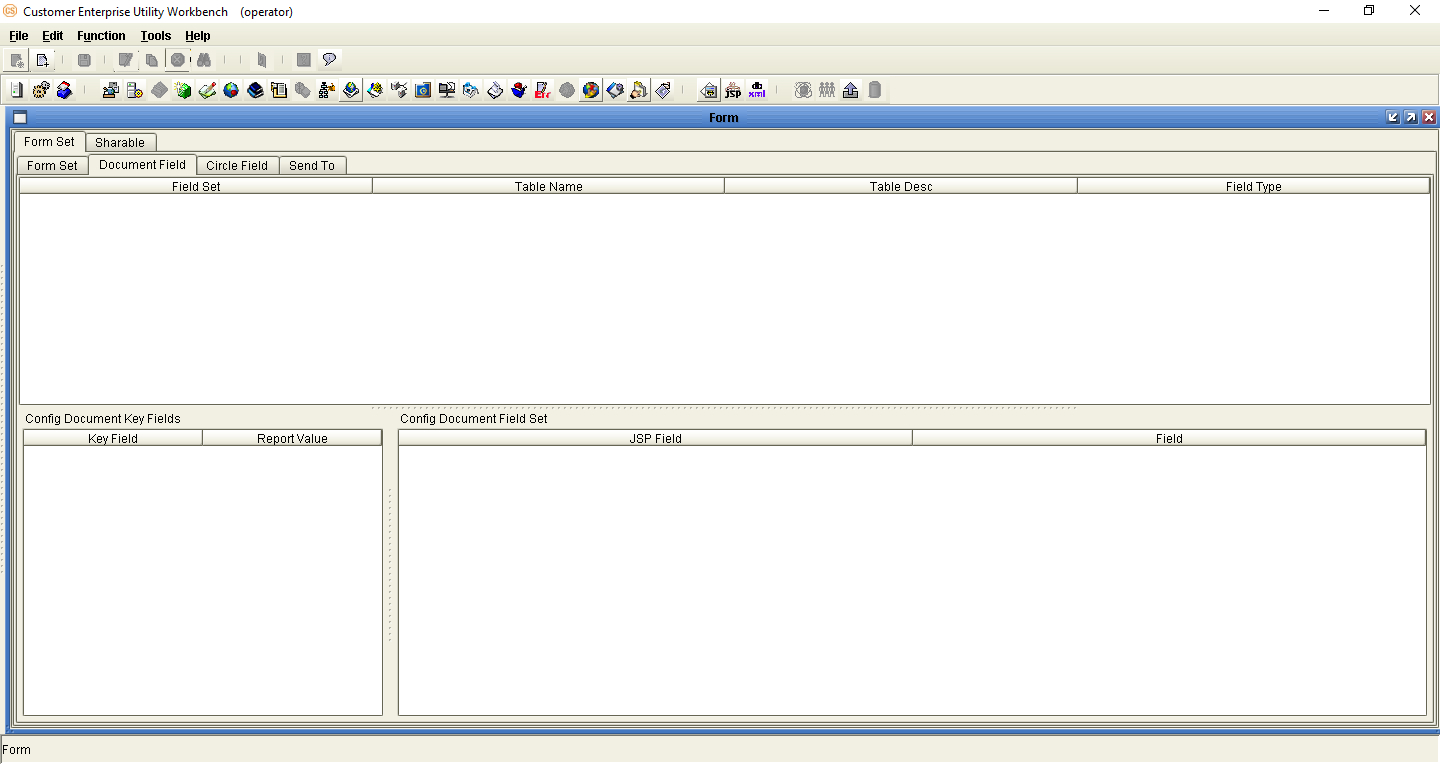 CS Customer Enterprise Utility Workbench (operator)
File Edit Function Tools Help
jsp xml
Form
Form Set Sharable
Form Set Document Field Circle Field Send To
Field Set Table Name Table Desc Field Type
Config Document Key Fields Config Document Field Set
Key Field Report Value JSP Field Field
Form